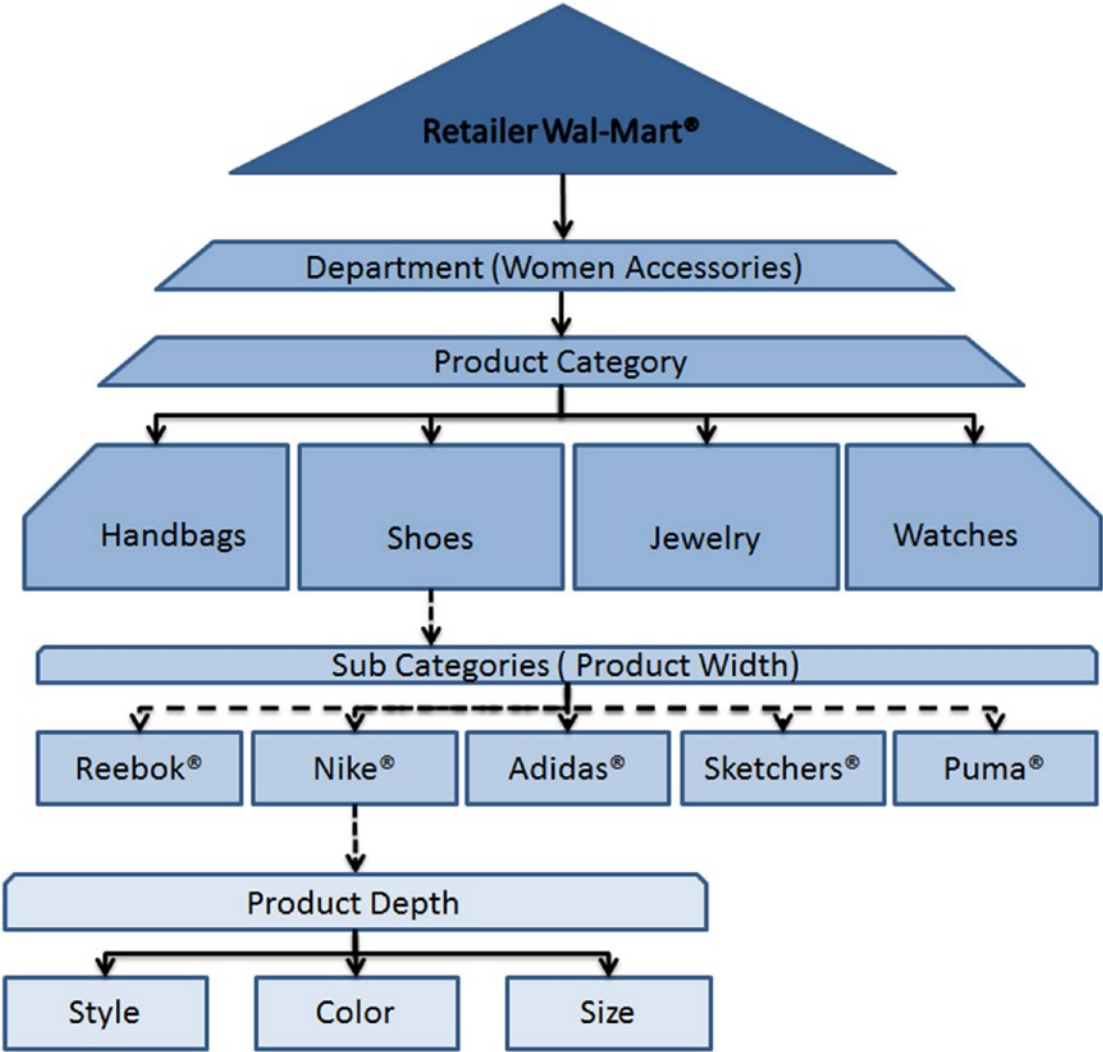 Retailer Wal-Mart®
Department (Women Accessories)
Product Category
Handbags
Shoes
Jewelry
Watches
Sub Categories ( Product Width)
Reebok®
Nike®
Adidas®
Sketchers®
Puma®
Product Depth
Style
Color
Size